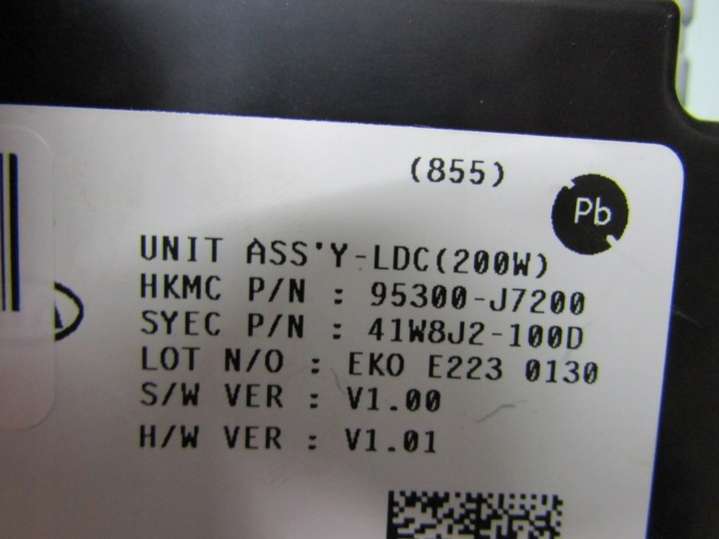 (855)
Pb
UNIT ASS'Y-LDC(200W)
HKMC P/N : 95300-J7200
SYEC P/N : 41W8J2-100D
LOT N/O : EKO E223 0130
S/W VER : V1.00
H/W VER : V1.01